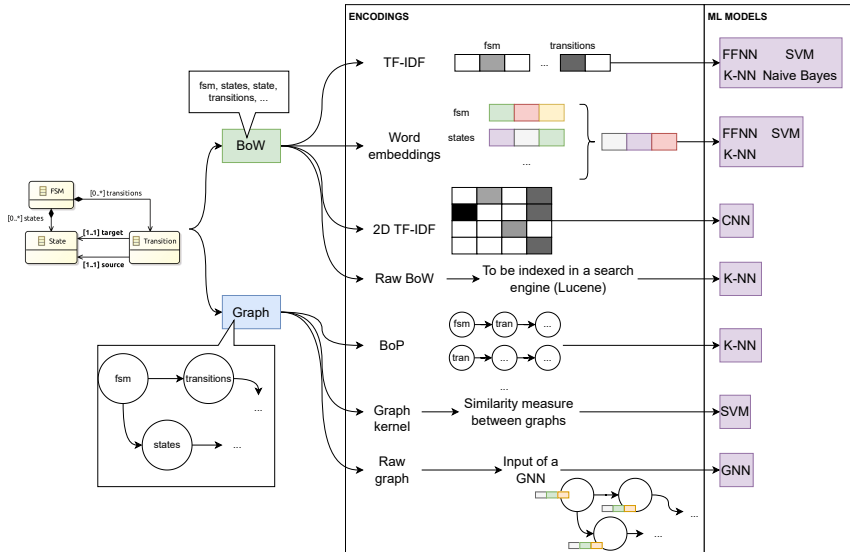 ENCODINGS
ML MODELS
fsm, states, state,
transitions, ...
BoW
FSM
[0..*] transitions
[0..*] states
State
[1..1] target
Transition
[1..1] source
Graph
fsm
transitions
...
states
...
TF-IDF
fsm
...
transitions
FFNN SVM
K-NN Naive Bayes
Word
embeddings
fsm
states
...
FFNN SVM
K-NN
2D TF-IDF
CNN
Raw BoW
To be indexed in a search
engine (Lucene)
K-NN
BoP
fsm
tran
...
tran
...
...
...
K-NN
Graph
kernel
Similarity measure
between graphs
SVM
Raw
graph
Input of a
GNN
...
...
GNN